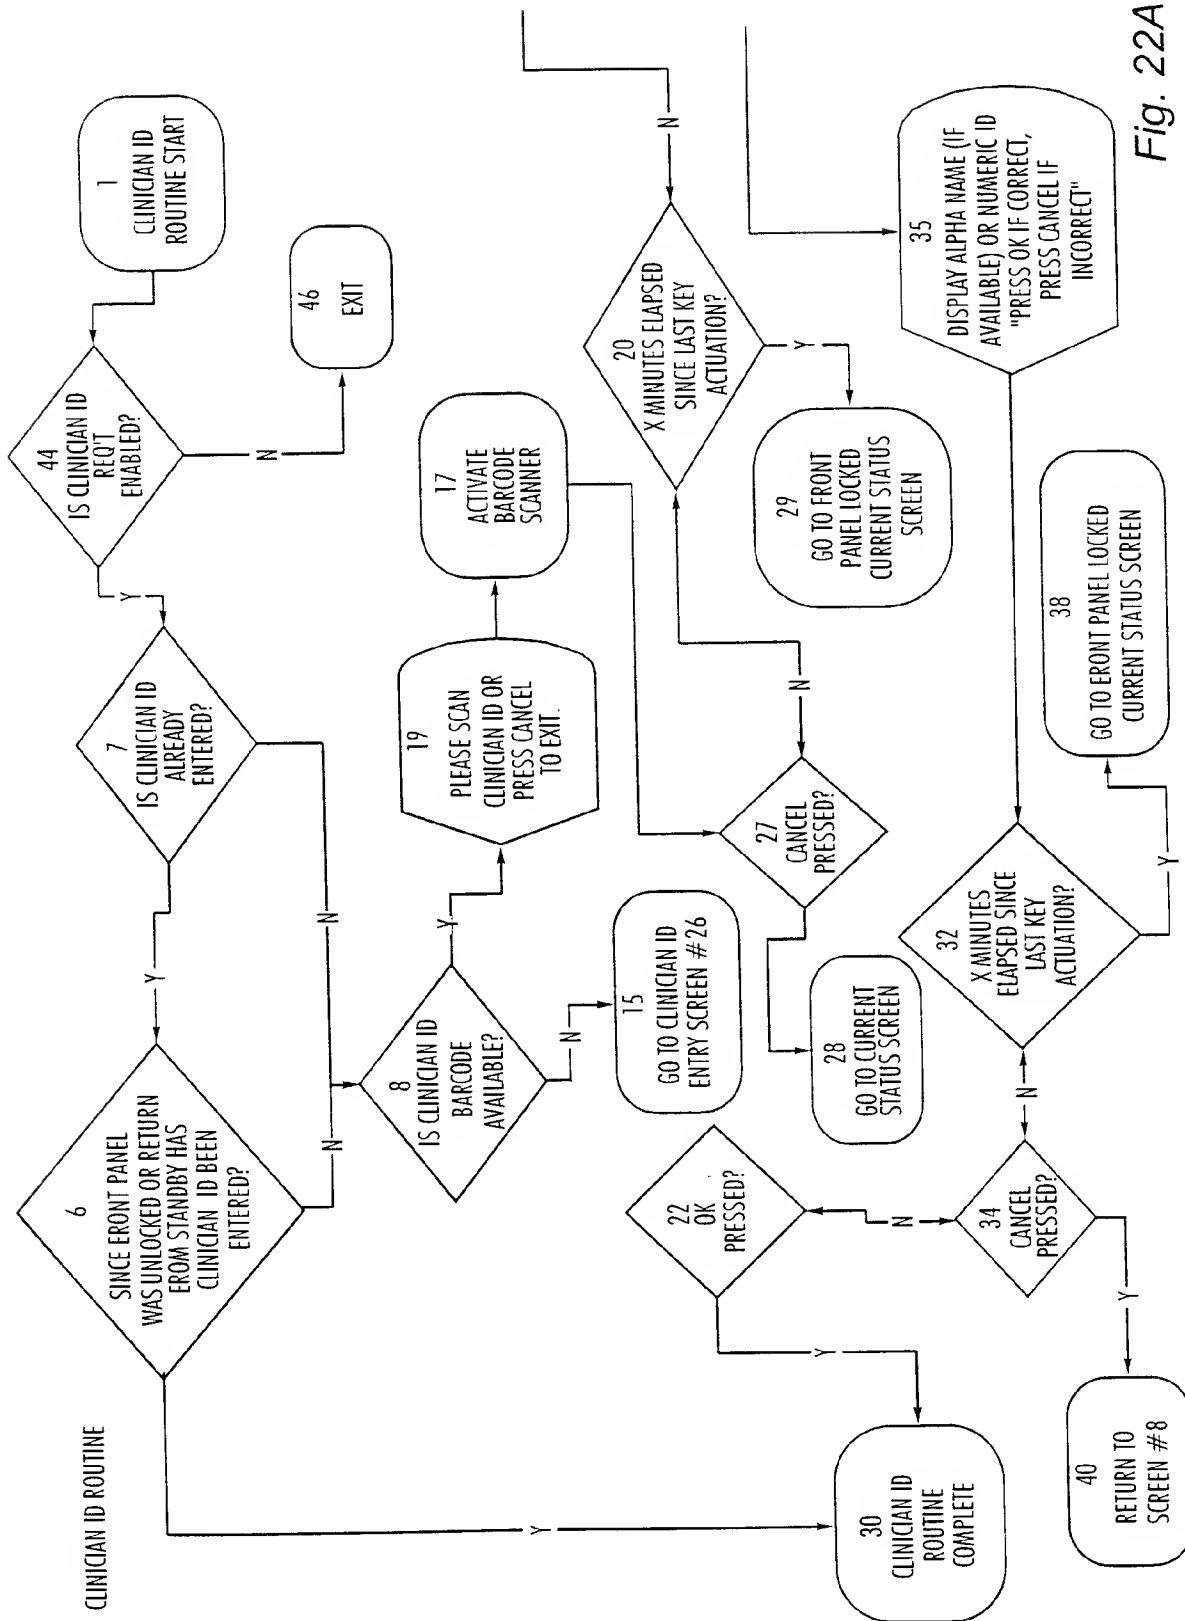 CLINICIAN ID ROUTINE
1
CLINICIAN ID
ROUTINE START
44
IS CLINICIAN ID
REQ'T
ENABLED?
N
46
EXIT
Y
7
IS CLINICIAN ID
ALREADY
ENTERED?
Y
N
6
SINCE ERONT PANEL
WAS UNLOCKED OR RETURN
EROM STANDBY HAS
CLINICIAN ID BEEN
ENTERED?
N
Y
8
IS CLINICIAN ID
BARCODE
AVAILABLE?
Y
N
19
PLEASE SCAN
CLINICIAN ID OR
PRESS CANCEL
TO EXIT.
17
ACTIVATE
BARCODE
SCANNER
15
GO TO CLINICIAN ID
ENTRY SCREEN #26
27
CANCEL
PRESSED?
N
28
GO TO CURRENT
STATUS SCREEN
20
X MINUTES ELAPSED
SINCE LAST KEY
ACTUATION?
N
Y
29
GO TO FRONT
PANEL LOCKED
CURRENT STATUS
SCREEN
35
DISPLAY ALPHA NAME (IF
AVAILABLE) OR NUMERIC ID
"PRESS OK IF CORRECT,
PRESS CANCEL IF
INCORRECT"
32
X MINUTES
ELAPSED SINCE
LAST KEY
ACTUATION?
Y
38
GO TO ERONT PANEL LOCKED
CURRENT STATUS SCREEN
N
34
CANCEL
PRESSED?
Y
40
RETURN TO
SCREEN #8
N
22
OK
PRESSED?
Y
30
CLINICIAN ID
ROUTINE
COMPLETE
Fig. 22A